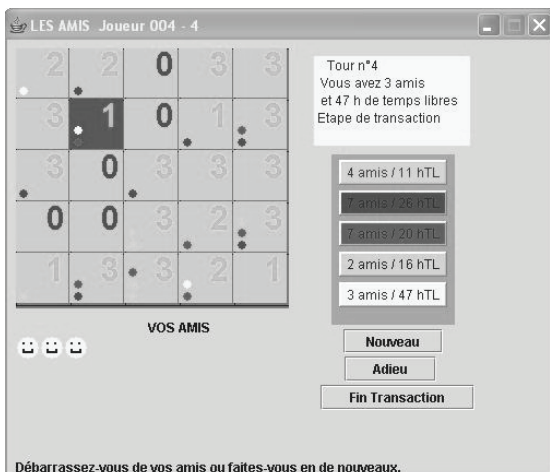 LES AMIS Joueur 004 - 4
2 2 0 3 3
3 1 0 1 3
3 0 3 3 3
0 0 3 2 3
1 3 3 2 1
Tour n°4
Vous avez 3 amis
et 47 h de temps libres
Etape de transaction
4 amis / 11 hTL
7 amis / 26 hTL
7 amis / 20 hTL
2 amis / 16 hTL
3 amis / 47 hTL
VOS AMIS
Nouveau
Adieu
Fin Transaction
Débarrassez-vous de vos amis ou faites-vous en de nouveaux.